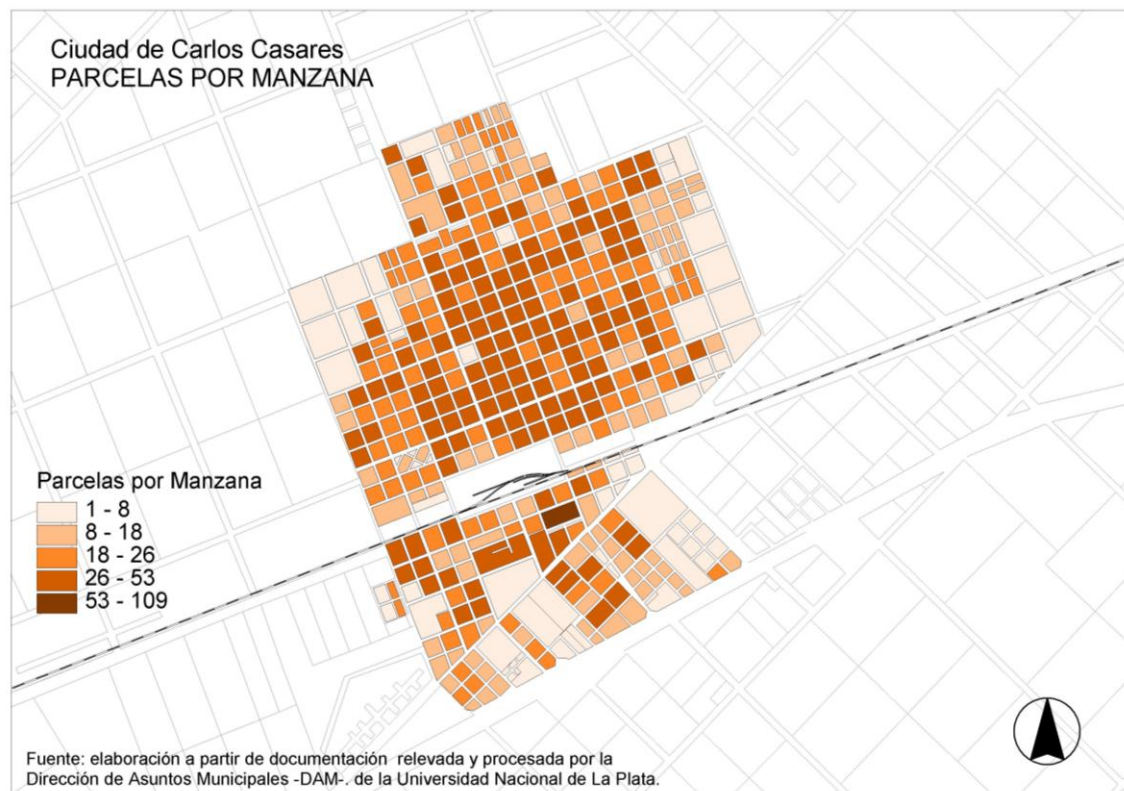 Ciudad de Carlos Casares
PARCELAS POR MANZANA
Parcelas por Manzana
1 - 8
8 - 18
18 - 26
26 - 53
53 - 109
Fuente: elaboración a partir de documentación relevada y procesada por la
Dirección de Asuntos Municipales -DAM-. de la Universidad Nacional de La Plata.